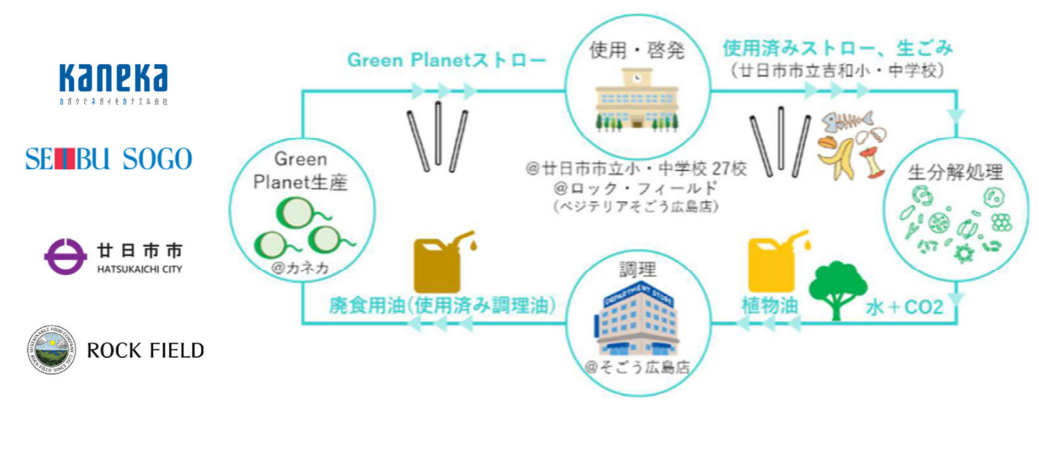 Kaneka
カガクでネガイをカナエル会社
SEIBU SOGO
廿日市市
HATSUKAICHI CITY
ROCK FIELD
Green Planetストロー
使用・啓発
使用済みストロー、生ごみ
(廿日市市立吉和小・中学校)
@廿日市市立小・中学校 27校
@ロック・フィールド
(ベジテリアそごう広島店)
Green
Planet生産
@カネカ
生分解処理
廃食用油(使用済み調理油)
調理
DEPARTMENT STORE
@そごう広島店
植物油
水+CO2